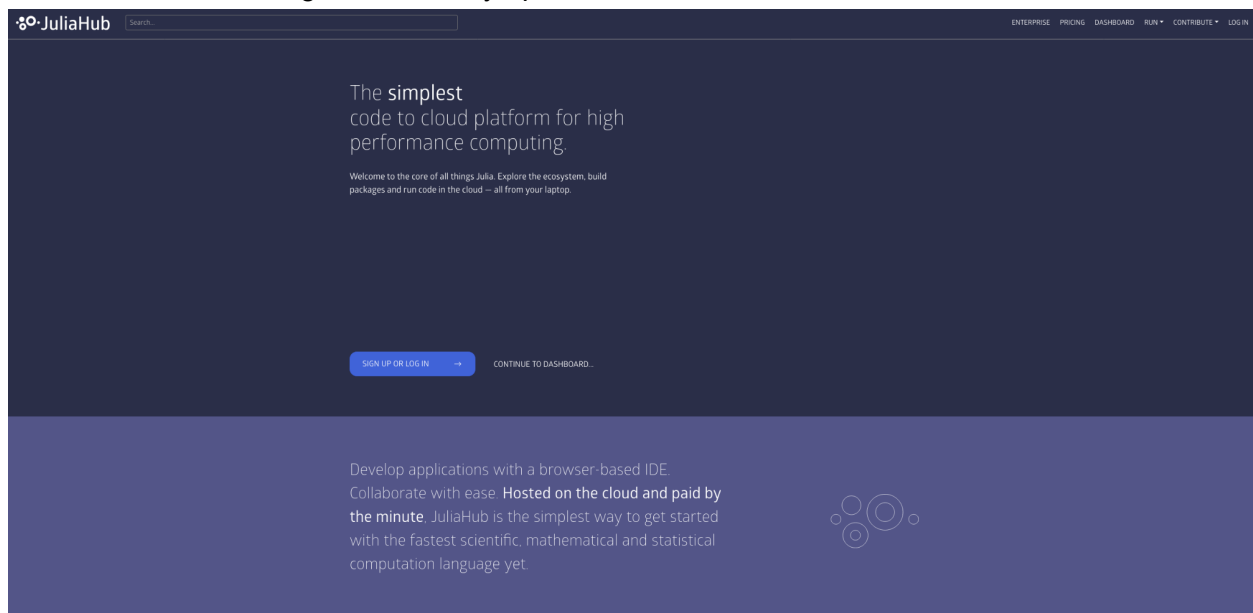 JuliaHub
Search...
ENTERPRISE PRICING DASHBOARD RUN CONTRIBUTE LOG IN
The simplest
code to cloud platform for high
performance computing.
Welcome to the core of all things Julia. Explore the ecosystem, build
packages and run code in the cloud — all from your laptop.
SIGN UP OR LOG IN → CONTINUE TO DASHBOARD...
Develop applications with a browser-based IDE.
Collaborate with ease. Hosted on the cloud and paid by
the minute, JuliaHub is the simplest way to get started
with the fastest scientific, mathematical and statistical
computation language yet.